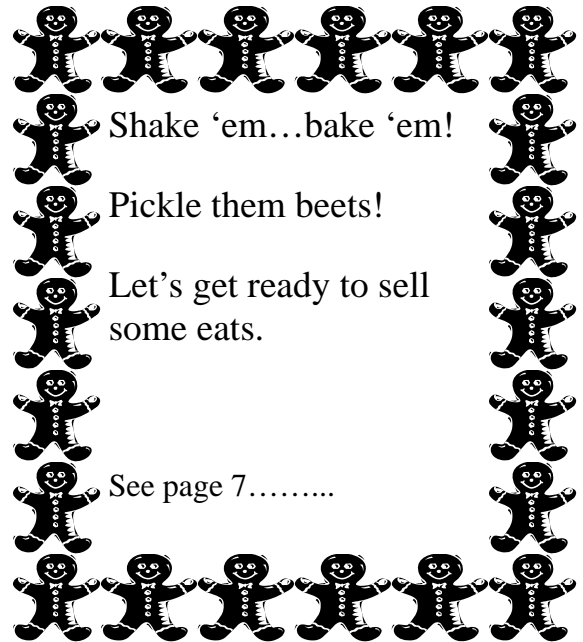 Shake ‘em…bake ‘em!
Pickle them beets!
Let’s get ready to sell
some eats.
See page 7……...